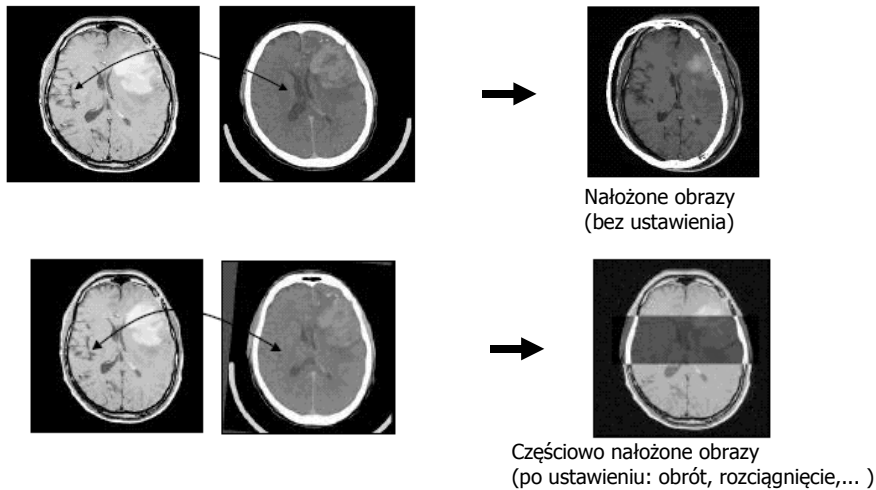 Nałożone obrazy
(bez ustawienia)
Częściowo nałożone obrazy
(po ustawieniu: obrót, rozciągnięcie,... )